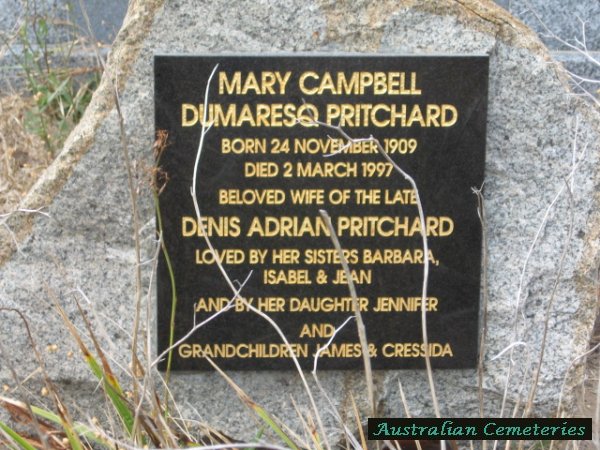 MARY CAMPBELL
DUMARESQ PRITCHARD
BORN 24 NOVEMBER 1909
DIED 2 MARCH 1997
BELOVED WIFE OF THE LATE
DENIS ADRIAN PRITCHARD
LOVED BY HER SISTERS BARBARA,
ISABEL & JEAN
AND BY HER DAUGHTER JENNIFER
AND
GRANDCHILDREN JAMES & CRESSIDA
Australian Cemeteries